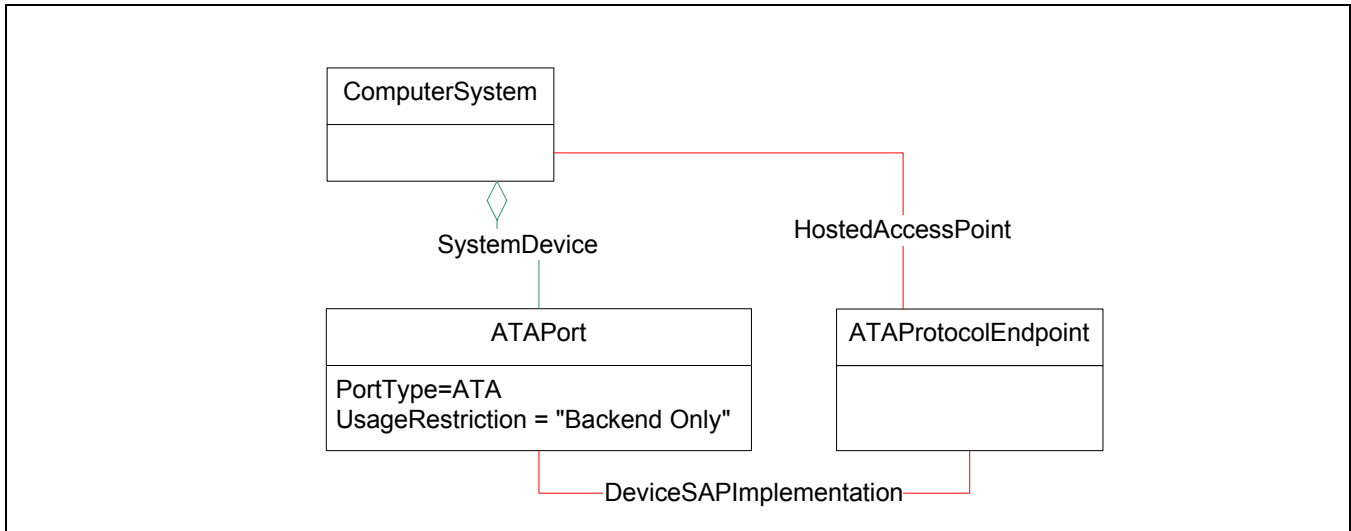 ComputerSystem
HostedAccessPoint
SystemDevice
ATAPort
PortType=ATA
UsageRestriction = "Backend Only"
ATAProtocolEndpoint
DeviceSAPImplementation